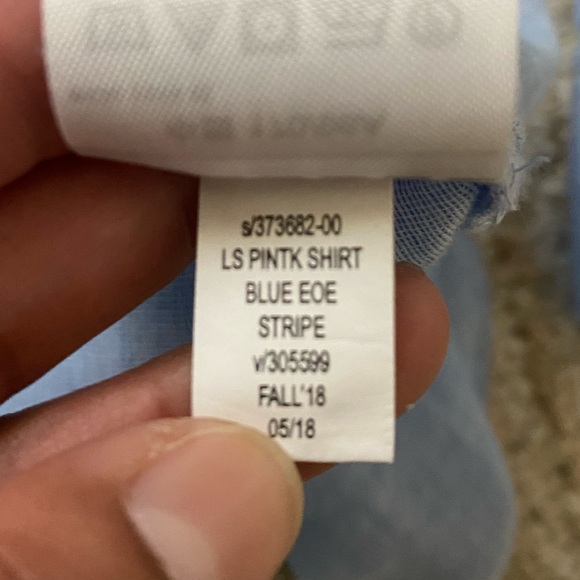 s/373682-00
LS PINTK SHIRT
BLUE EOE
STRIPE
v/305599
FALL'18
05/18